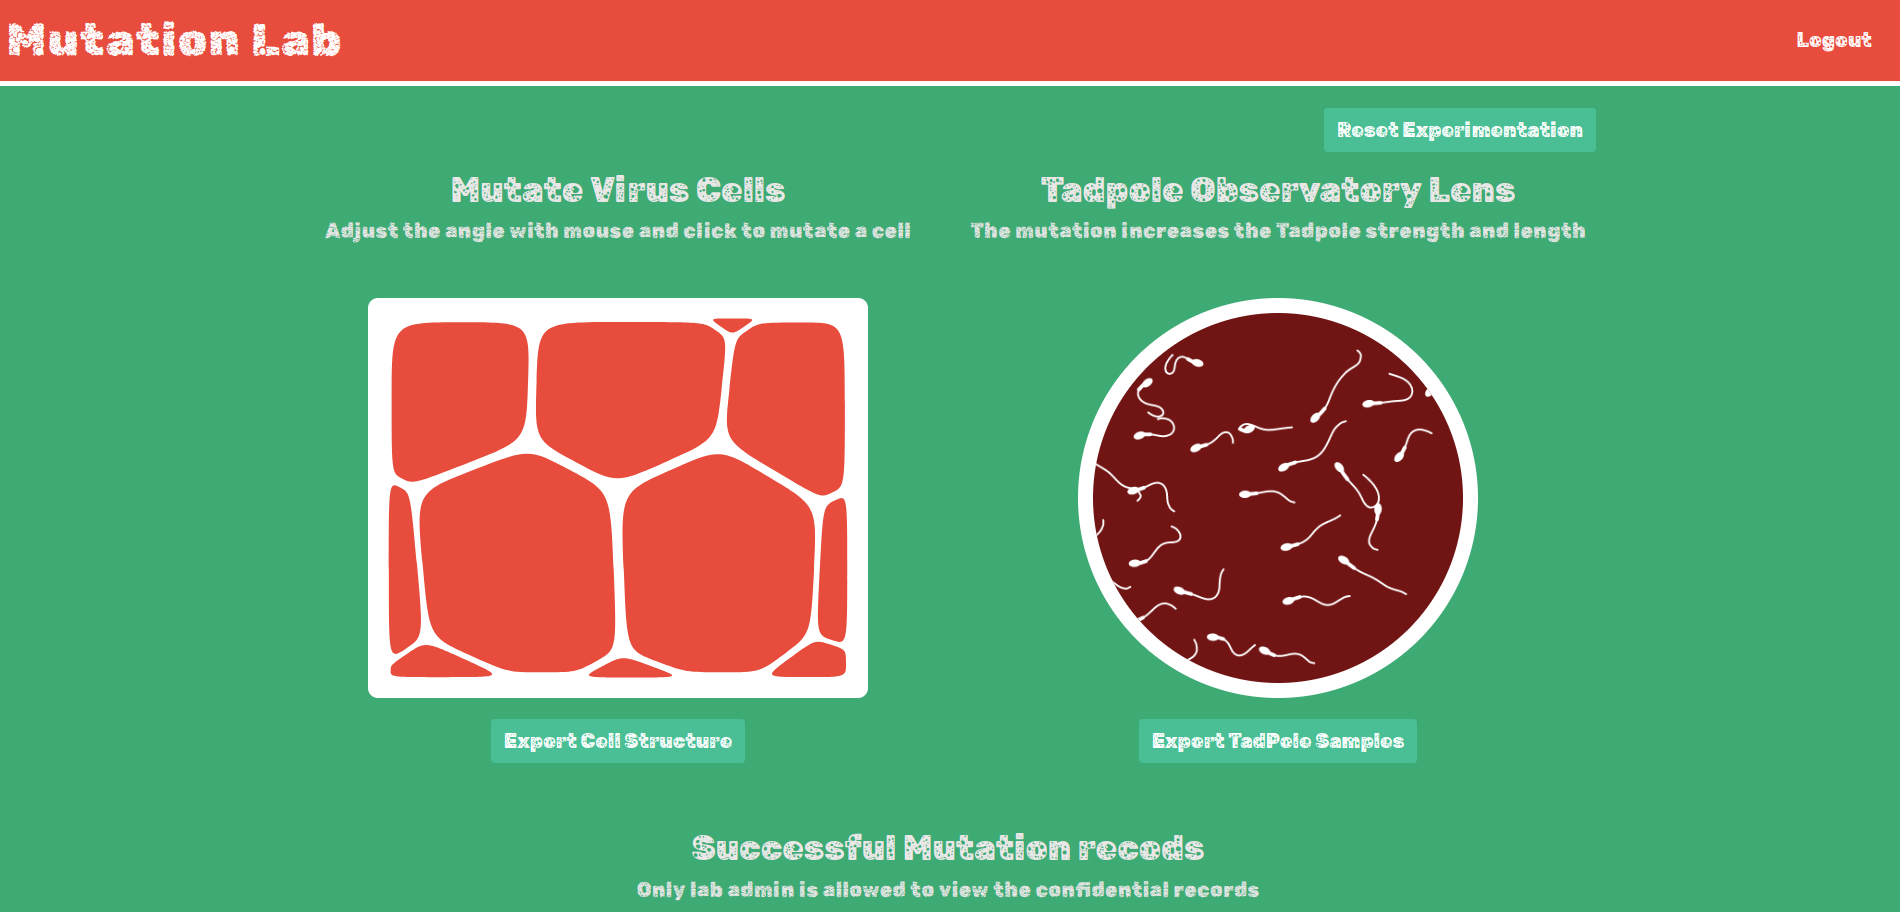 Mutation Lab
Logout
Reset Experimentation
Mutate Virus Cells
Adjust the angle with mouse and click to mutate a cell
Tadpole Observatory Lens
The mutation increases the Tadpole strength and length
Export Cell Structure
Export TadPole Samples
Successful Mutation recods
Only lab admin is allowed to view the confidential records